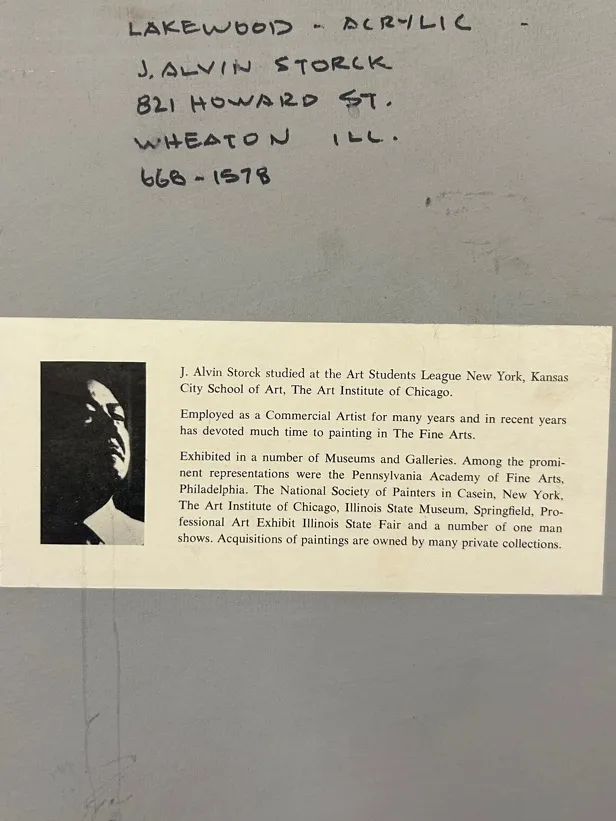 LAKEWOOD - ACRYLIC -
J. ALVIN STORCK
821 HOWARD ST.
WHEATON ILL.
668-1578
J. Alvin Storck studied at the Art Students League New York, Kansas
City School of Art, The Art Institute of Chicago.
Employed as a Commercial Artist for many years and in recent years
has devoted much time to painting in The Fine Arts.
Exhibited in a number of Museums and Galleries. Among the promi-
nent representations were the Pennsylvania Academy of Fine Arts,
Philadelphia. The National Society of Painters in Casein, New York,
The Art Institute of Chicago, Illinois State Museum, Springfield, Pro-
fessional Art Exhibit Illinois State Fair and a number of one man
shows. Acquisitions of paintings are owned by many private collections.